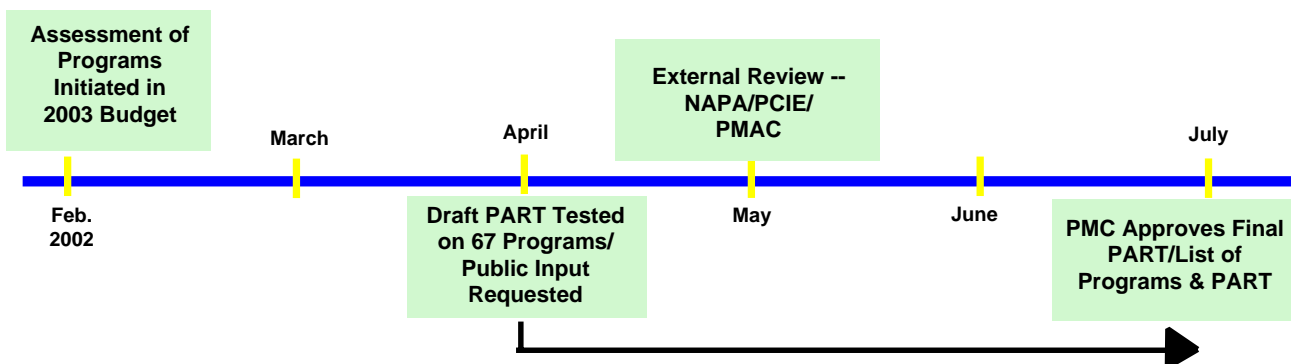 Assessment of
Programs
Initiated in
2003 Budget
March
April
External Review --
NAPA/PCIE/
PMAC
July
Feb.
2002
Draft PART Tested
on 67 Programs/
Public Input
Requested
May
June
PMC Approves Final
PART/List of
Programs & PART